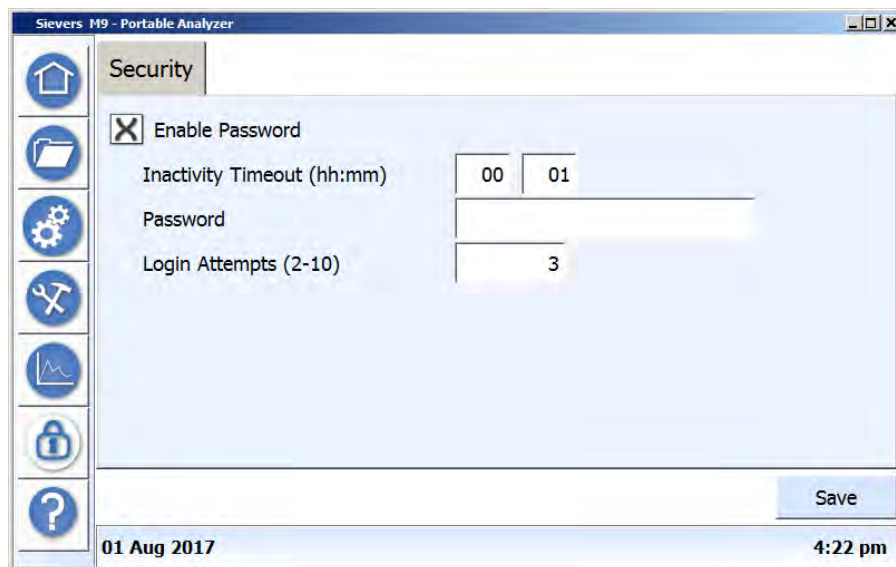 Sievers M9 - Portable Analyzer
Security
X Enable Password
Inactivity Timeout (hh:mm) 00 01
Password
Login Attempts (2-10) 3
?
Save
01 Aug 2017 4:22 pm